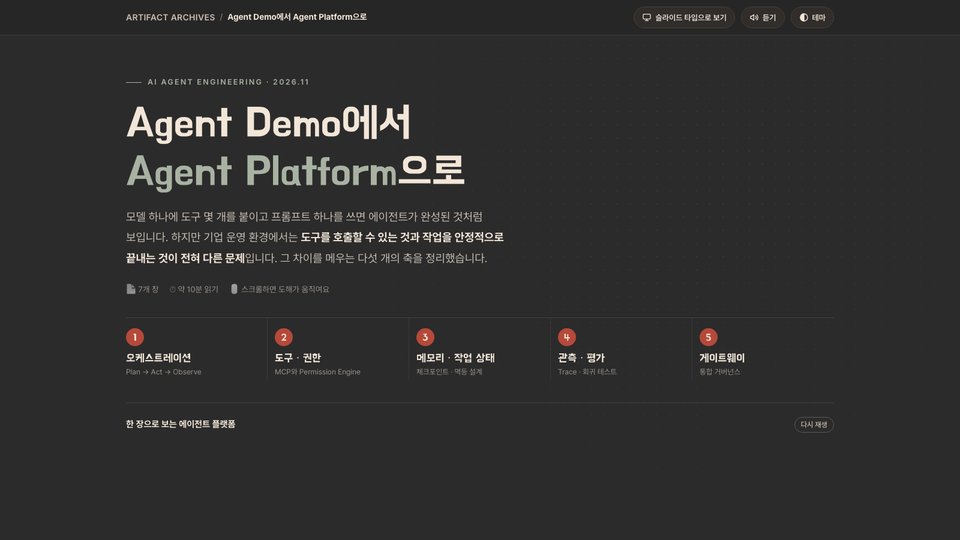 ARTIFACT ARCHIVES / Agent Demo에서 Agent Platform으로
슬라이드 타입으로 보기
듣기
테마
AI AGENT ENGINEERING · 2026.11
Agent Demo에서
Agent Platform으로
모델 하나에 도구 몇 개를 붙이고 프롬프트 하나를 쓰면 에이전트가 완성된 것처럼
보입니다. 하지만 기업 운영 환경에서는 도구를 호출할 수 있는 것과 작업을 안정적으로
끝내는 것이 전혀 다른 문제입니다. 그 차이를 메우는 다섯 개의 축을 정리했습니다.
7개 장
약 10분 읽기
스크롤하면 도해가 움직여요
1
오케스트레이션
Plan → Act → Observe
2
도구 · 권한
MCP와 Permission Engine
3
메모리 · 작업 상태
체크포인트 · 멱등 설계
4
관측 · 평가
Trace · 회귀 테스트
5
게이트웨이
통합 거버넌스
한 장으로 보는 에이전트 플랫폼
다시 재생